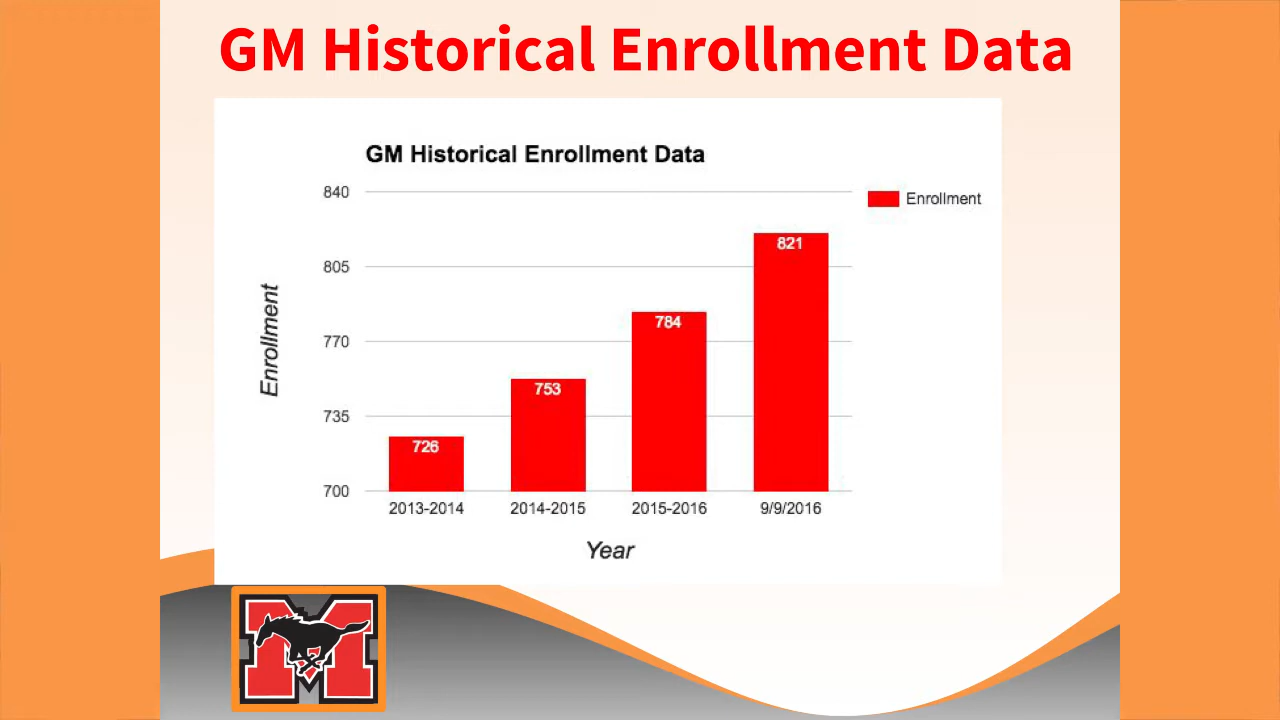 GM Historical Enrollment Data
GM Historical Enrollment Data
840
Enrollment
821
805
Enrollment
784
770
753
735
726
700
2013-2014 2014-2015 2015-2016 9/9/2016
Year
M